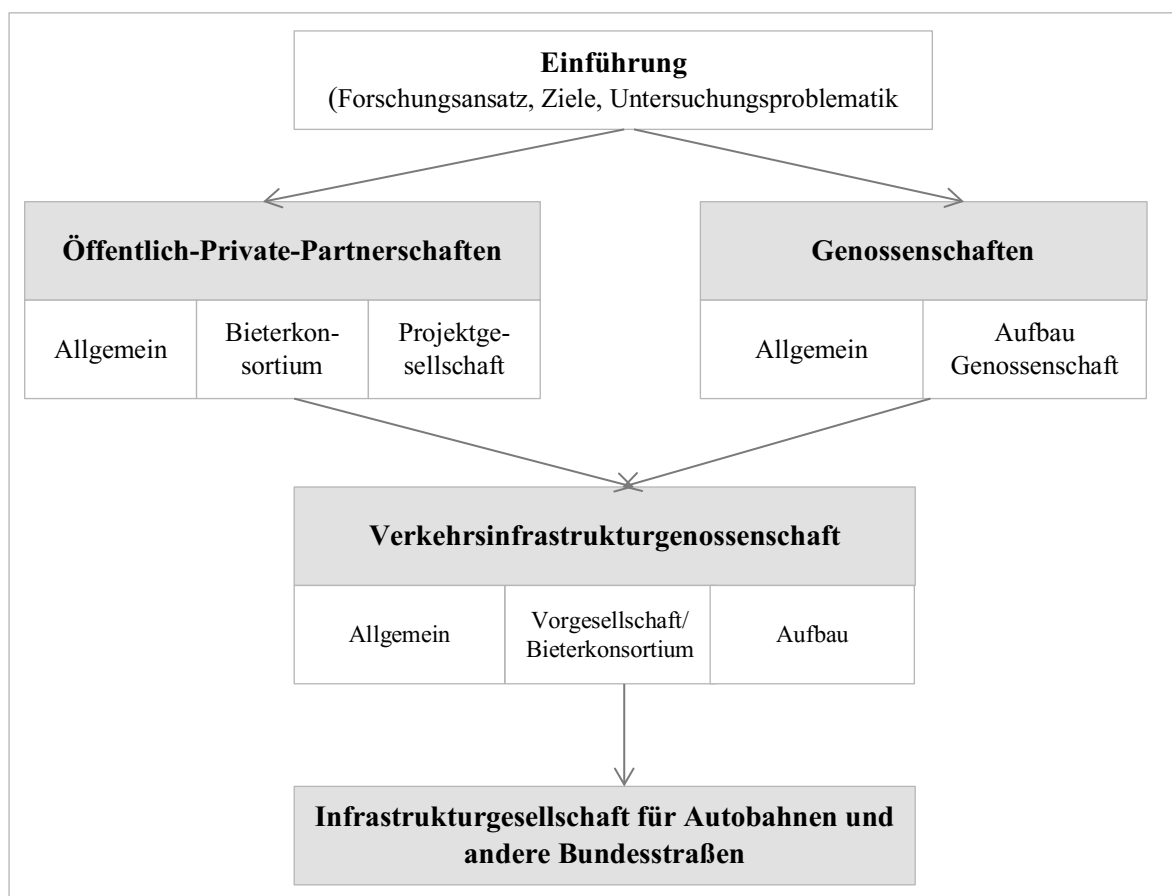 Einführung
(Forschungsansatz, Ziele, Untersuchungsproblematik
Öffentlich-Private-Partnerschaften
Allgemein
Bieterkon-
sortium
Projektge-
sellschaft
Genossenschaften
Allgemein
Aufbau
Genossenschaft
Verkehrsinfrastrukturgenossenschaft
Allgemein
Vorgesellschaft/
Bieterkonsortium
Aufbau
Infrastrukturgesellschaft für Autobahnen und
andere Bundesstraßen